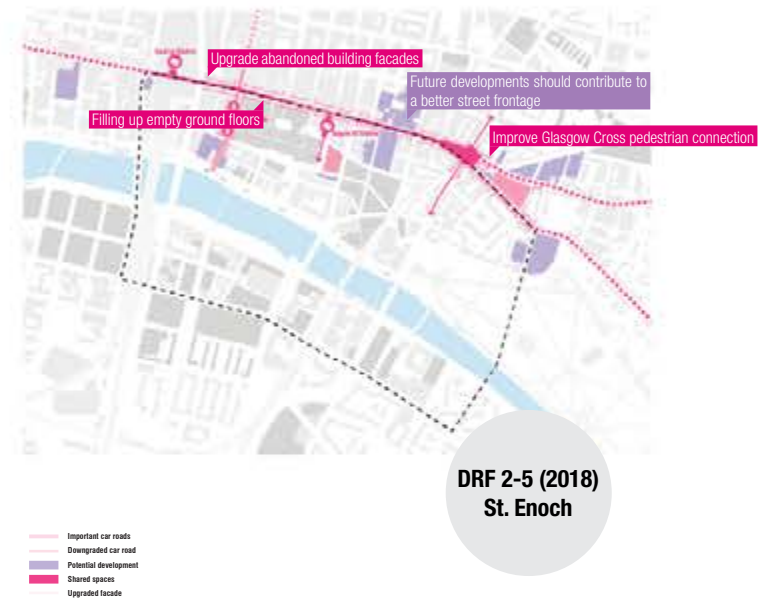 Upgrade abandoned building facades
Future developments should contribute to
a better street frontage
Filling up empty ground floors
Improve Glasgow Cross pedestrian connection
DRF 2-5 (2018)
St. Enoch
Important car roads
Downgraded car road
Potential development
Shared spaces
Upgraded facade